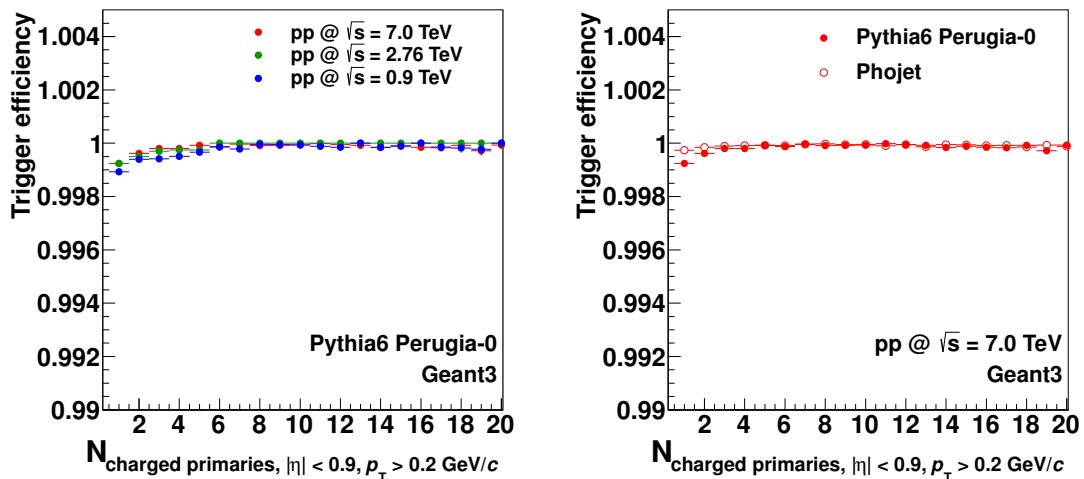 Trigger efficiency
1.004
1.002
1
0.998
0.996
0.994
0.992
0.99
pp @ √s = 7.0 TeV
pp @ √s = 2.76 TeV
pp @ √s = 0.9 TeV
Pythia6 Perugia-0
Geant3
2 4 6 8 10 12 14 16 18 20
N charged primaries, |η| < 0.9, p_T > 0.2 GeV/c
Trigger efficiency
1.004
1.002
1
0.998
0.996
0.994
0.992
0.99
Pythia6 Perugia-0
Phojet
pp @ √s = 7.0 TeV
Geant3
2 4 6 8 10 12 14 16 18 20
N charged primaries, |η| < 0.9, p_T > 0.2 GeV/c